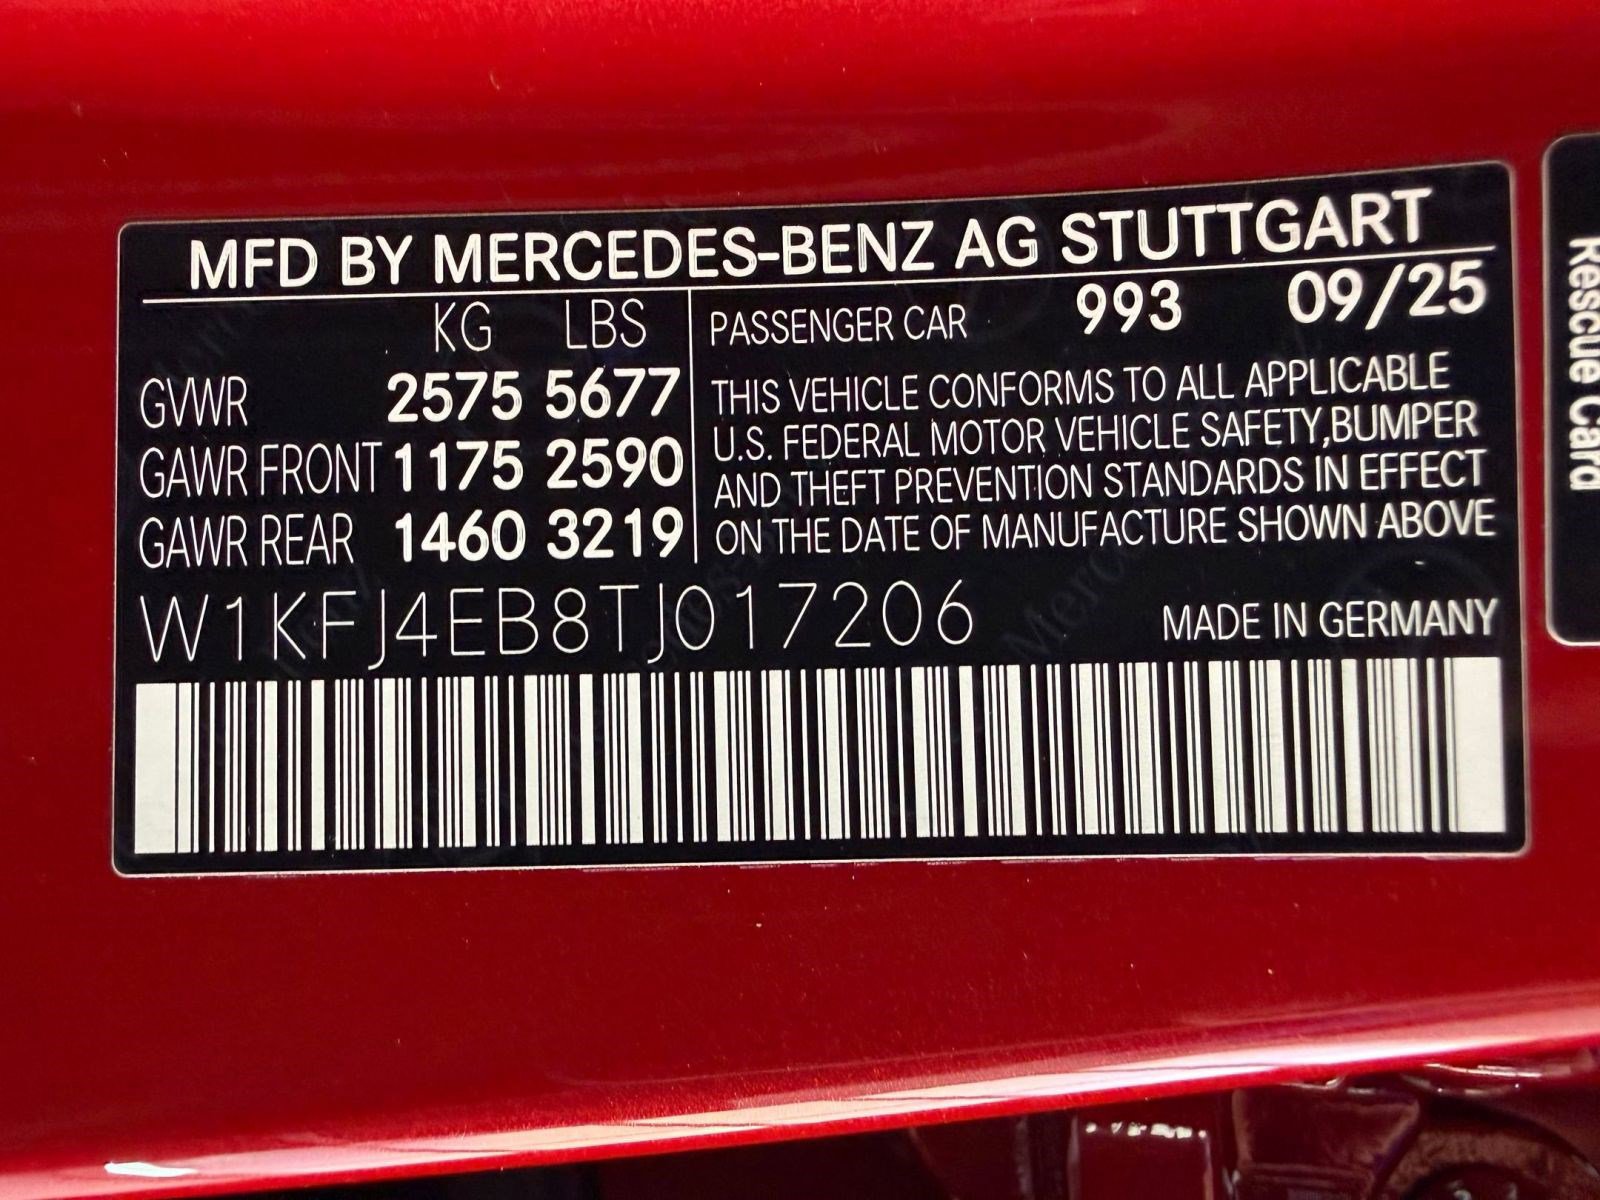 MFD BY MERCEDES-BENZ AG STUTTGART
KG LBS
GVWR 2575 5677
GAWR FRONT 1175 2590
GAWR REAR 1460 3219
PASSENGER CAR 993 09/25
THIS VEHICLE CONFORMS TO ALL APPLICABLE
U.S. FEDERAL MOTOR VEHICLE SAFETY,BUMPER
AND THEFT PREVENTION STANDARDS IN EFFECT
ON THE DATE OF MANUFACTURE SHOWN ABOVE
W1KFJ4EB8TJ017206
MADE IN GERMANY
Rescue Card